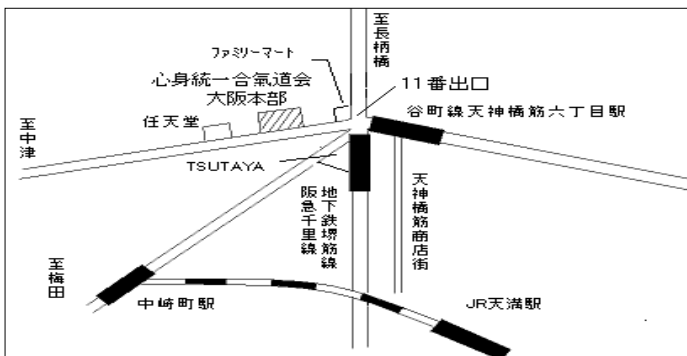 至長柄橋
ファミリーマート
心身統一合氣道会
大阪本部
11番出口
谷町線天神橋筋六丁目駅
任天堂
至中津
TSUTAYA
地下鉄堺筋線
阪急千里線
天神橋筋商店街
至梅田
中崎町駅
JR天満駅